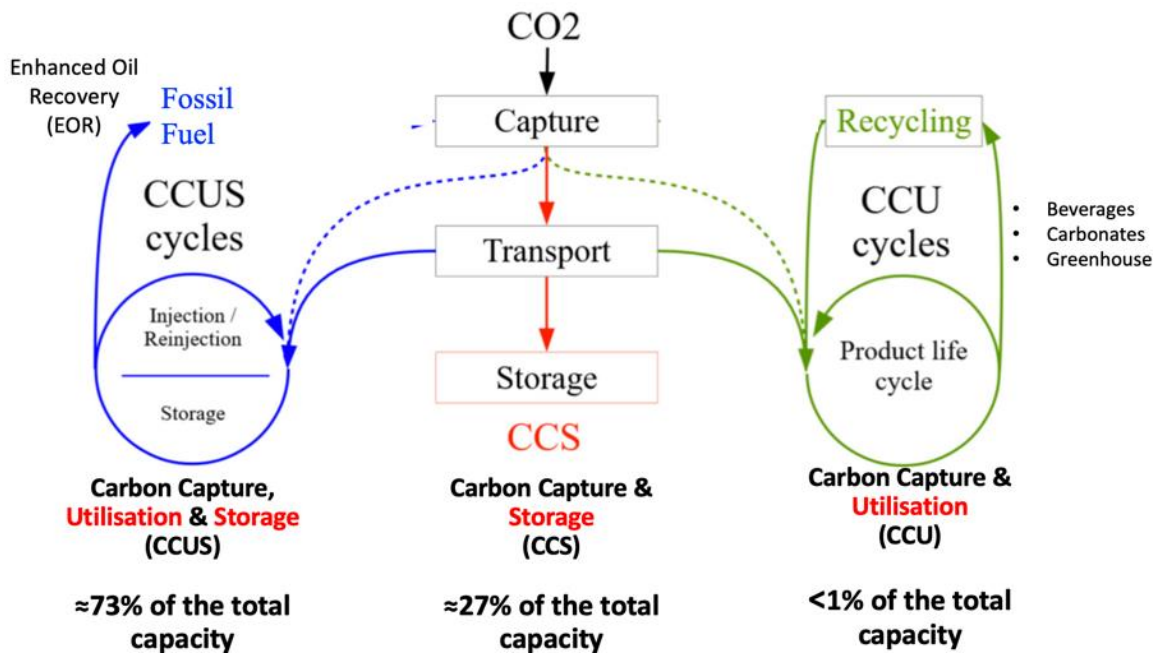 CO2
Enhanced Oil
Recovery
(EOR)
Fossil
Fuel
Capture
Recycling
CCUS
cycles
CCU
cycles
• Beverages
• Carbonates
• Greenhouse
Transport
Injection /
Reinjection
Storage
Storage
Product life
cycle
CCS
Carbon Capture,
Utilisation & Storage
(CCUS)
Carbon Capture &
Storage
(CCS)
Carbon Capture &
Utilisation
(CCU)
≈73% of the total
capacity
≈27% of the total
capacity
<1% of the total
capacity